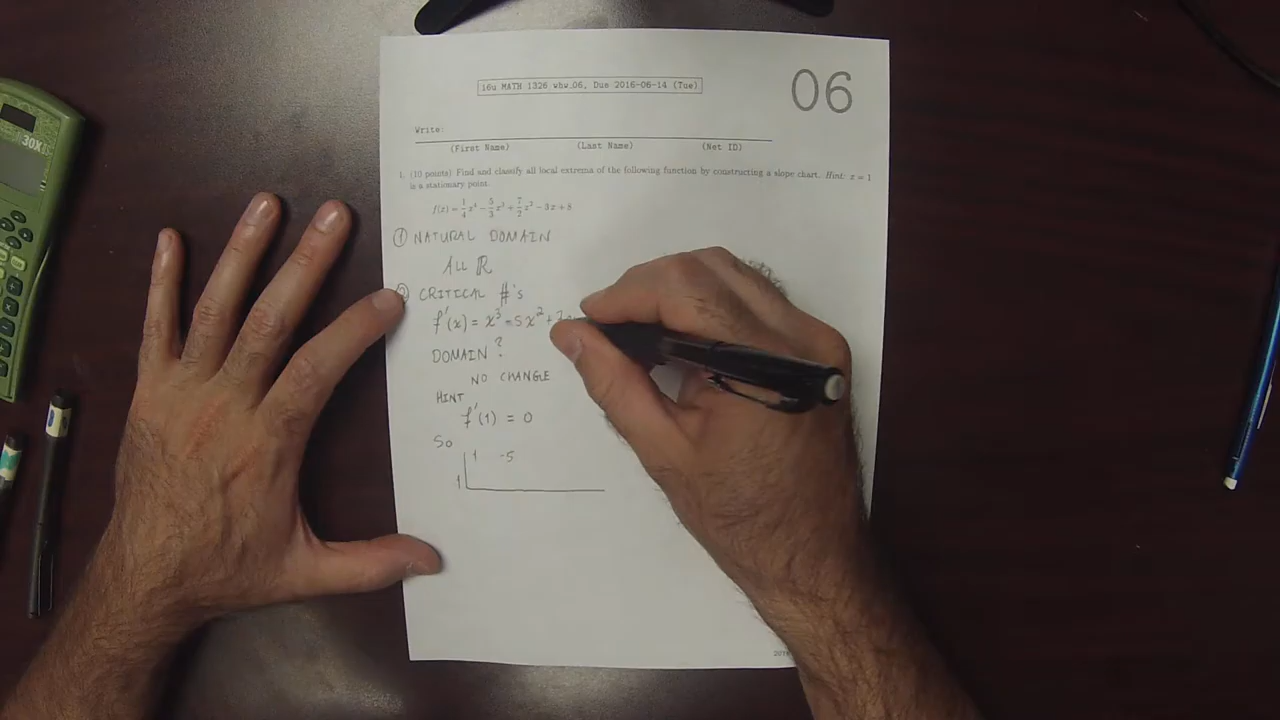 30X
06
16u MATH 1326 whw_06, Due 2016-06-14 (Tue)
Write:
(First Name) (Last Name) (Net ID)
1. (10 points) Find and classify all local extrema of the following function by constructing a slope chart. Hint: x = 1
is a stationary point.
f(x) = 1/4 x⁴ − 5/3 x³ + 7/2 x² − 3x + 8
① NATURAL DOMAIN
ALL ℝ
② CRITICAL #'s
f'(x) = x³ - 5x² + 7
DOMAIN?
NO CHANGE
HINT
f'(1) = 0
SO
1 -5
1